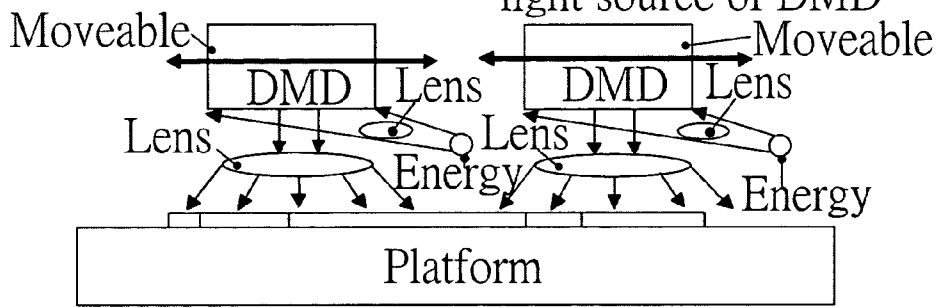 light source of DMD
Moveable
Moveable
DMD
Lens
DMD
Lens
Lens
Lens
Energy
Energy
Platform